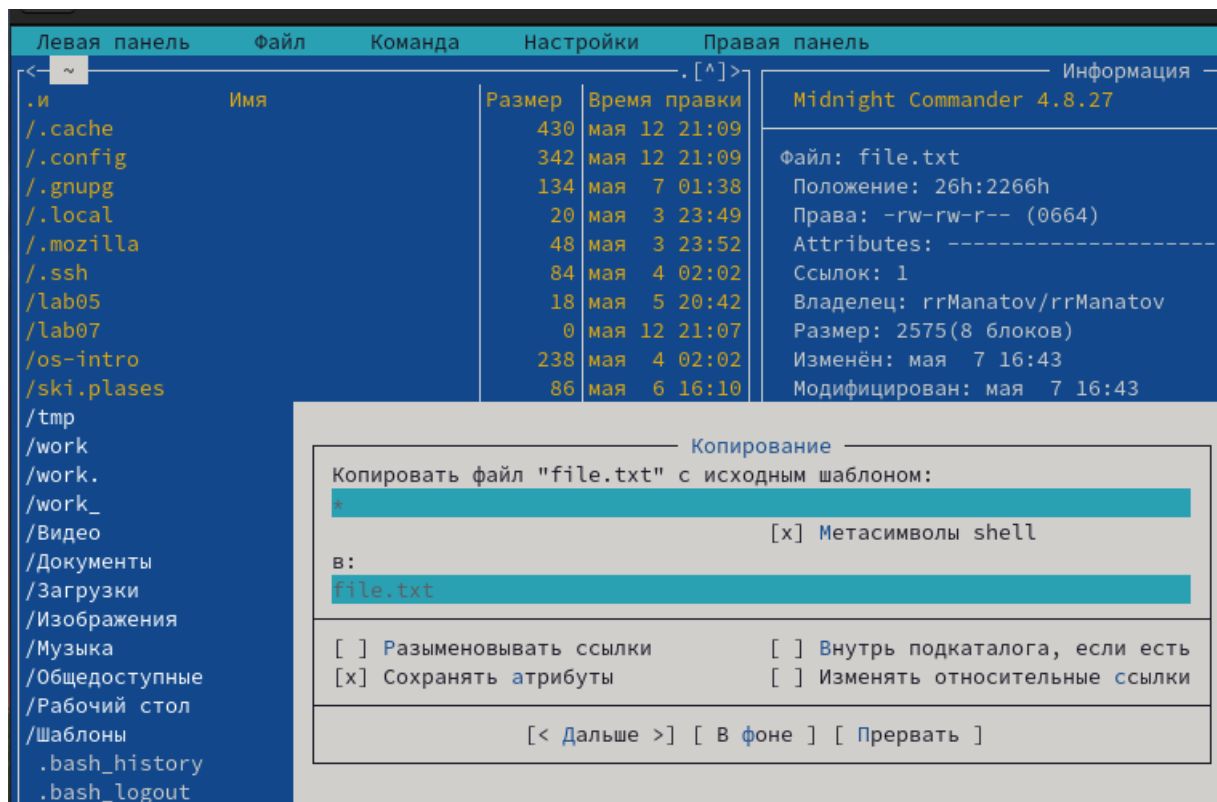 Левая панель Файл Команда Настройки Правая панель
<— ~ .[^]>
Информация
.и Имя Размер Время правки
Midnight Commander 4.8.27
/.cache 430 мая 12 21:09
/.config 342 мая 12 21:09
Файл: file.txt
/.gnupg 134 мая 7 01:38
Положение: 26h:2266h
/.local 20 мая 3 23:49
Права: -rw-rw-r-- (0664)
/.mozilla 48 мая 3 23:52
Attributes: ----------------------
/.ssh 84 мая 4 02:02
Ссылок: 1
/lab05 18 мая 5 20:42
Владелец: rrManatov/rrManatov
/lab07 0 мая 12 21:07
Размер: 2575(8 блоков)
/os-intro 238 мая 4 02:02
Изменён: мая 7 16:43
/ski.plases 86 мая 6 16:10
Модифицирован: мая 7 16:43
/tmp
/work
/work.
/work_
/Видео
/Документы
/Загрузки
/Изображения
/Музыка
/Общедоступные
/Рабочий стол
/Шаблоны
.bash_history
.bash_logout
Копирование
Копировать файл "file.txt" с исходным шаблоном:
*
[x] Метасимволы shell
в:
file.txt
[ ] Разыменовывать ссылки [ ] Внутрь подкаталога, если есть
[x] Сохранять атрибуты [ ] Изменять относительные ссылки
[< Дальше >] [ В фоне ] [ Прервать ]